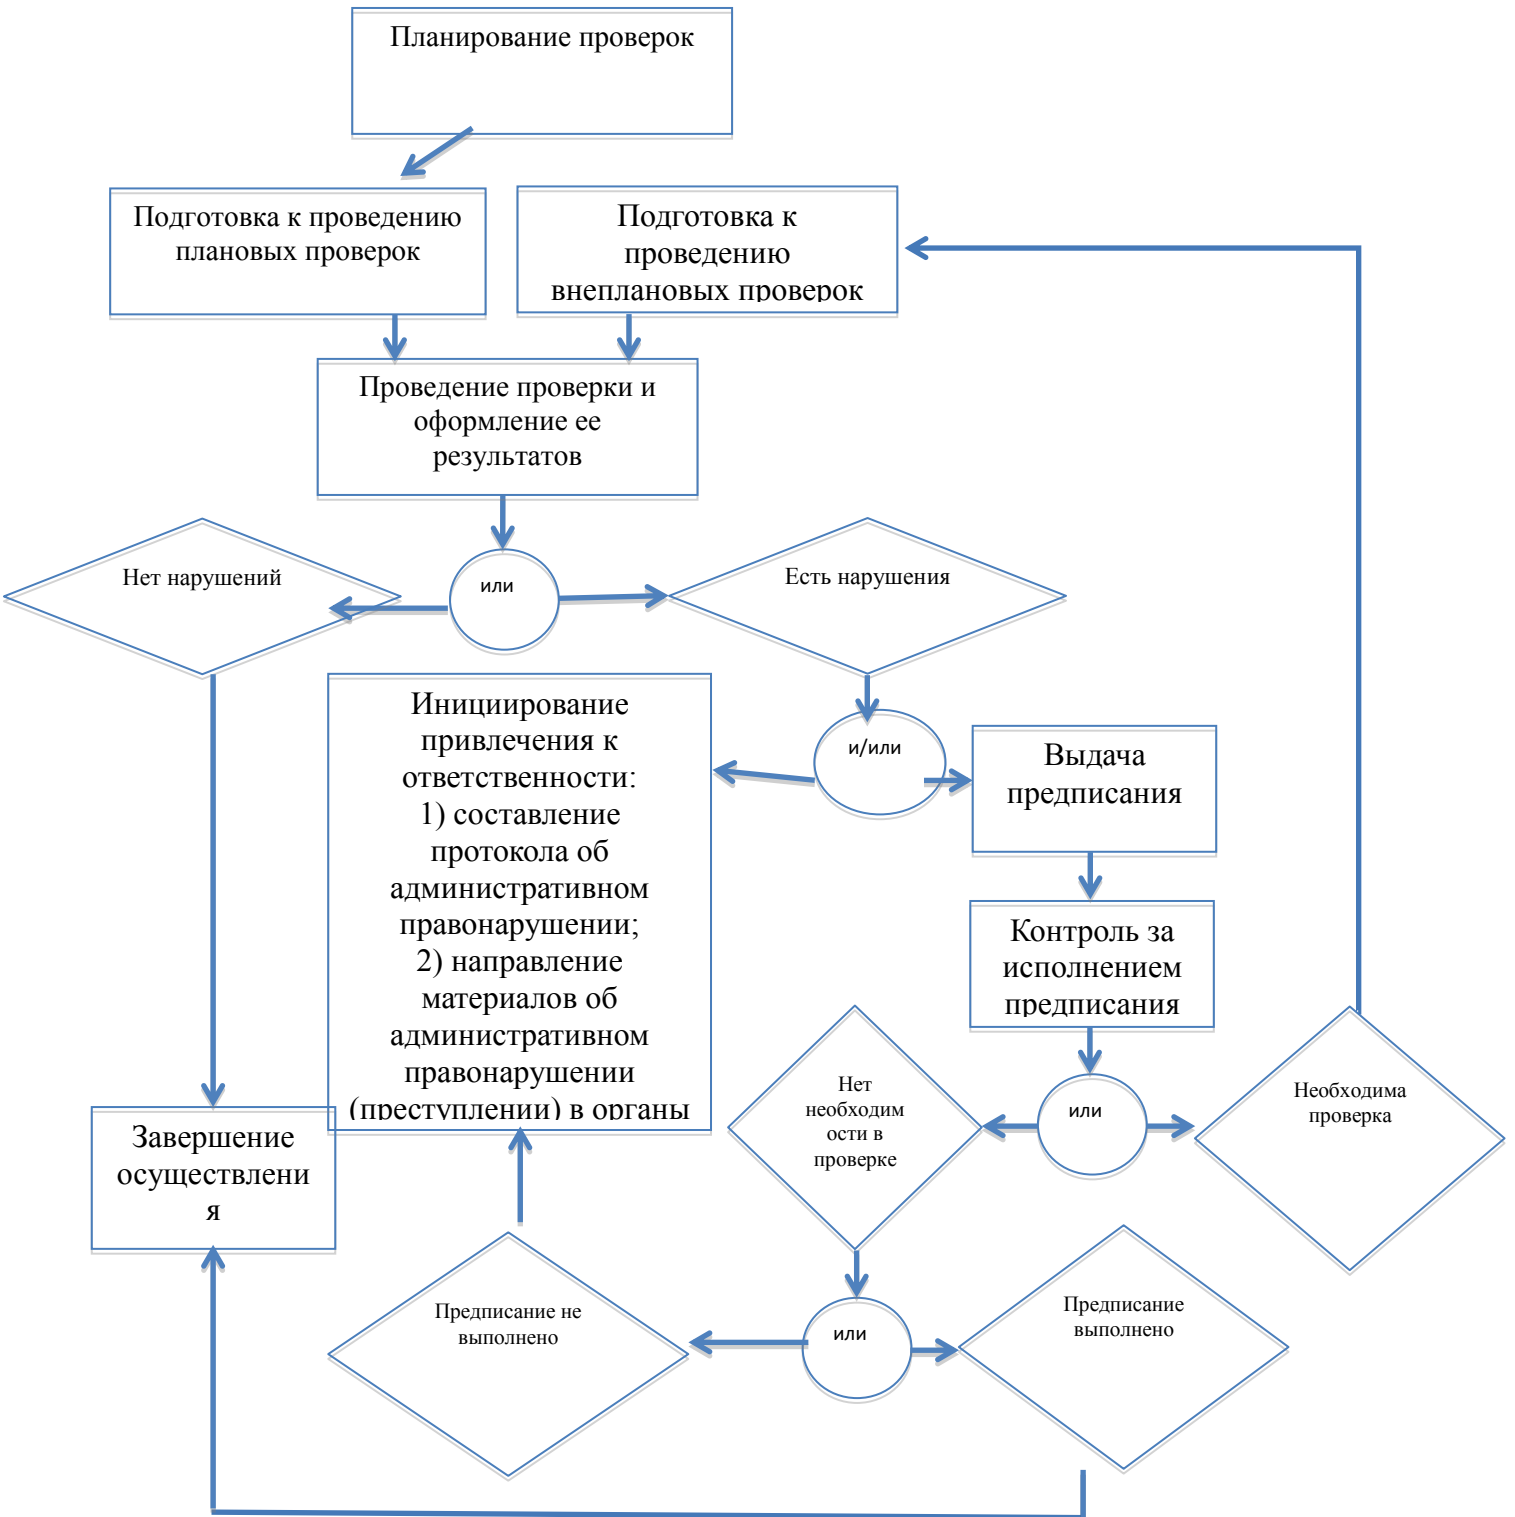 Планирование проверок
Подготовка к проведению
плановых проверок
Подготовка к
проведению
внеплановых проверок
Проведение проверки и
оформление ее
результатов
Нет нарушений
или
Есть нарушения
Инициирование
привлечения к
ответственности:
1) составление
протокола об
административном
правонарушении;
2) направление
материалов об
административном
правонарушении
(преступлении) в органы
и/или
Выдача
предписания
Контроль за
исполнением
предписания
Нет
необходим
ости в
проверке
или
Необходима
проверка
Завершение
осуществлени
я
Предписание не
выполнено
или
Предписание
выполнено